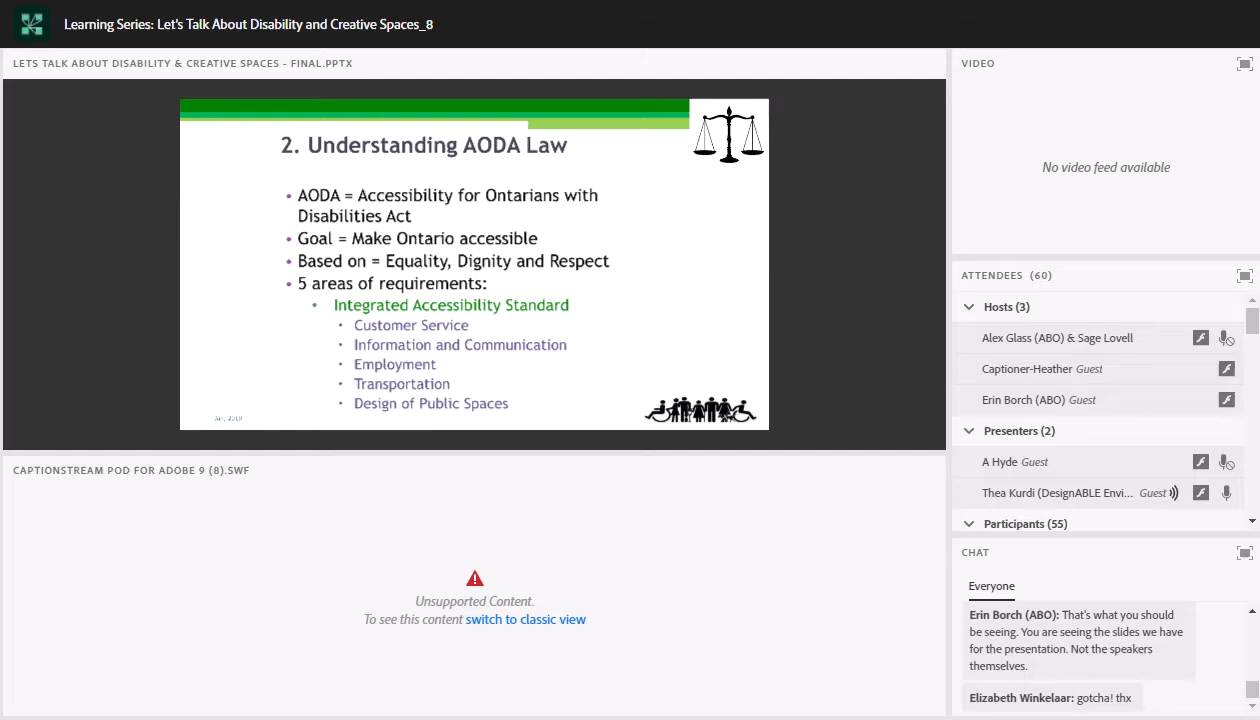 Learning Series: Let's Talk About Disability and Creative Spaces_8
LETS TALK ABOUT DISABILITY & CREATIVE SPACES - FINAL.PPTX
2. Understanding AODA Law
• AODA = Accessibility for Ontarians with
Disabilities Act
• Goal = Make Ontario accessible
• Based on = Equality, Dignity and Respect
• 5 areas of requirements:
• Integrated Accessibility Standard
• Customer Service
• Information and Communication
• Employment
• Transportation
• Design of Public Spaces
Jan, 2019
CAPTIONSTREAM POD FOR ADOBE 9 (8).SWF
Unsupported Content.
To see this content switch to classic view
VIDEO
No video feed available
ATTENDEES (60)
Hosts (3)
Alex Glass (ABO) & Sage Lovell
Captioner-Heather Guest
Erin Borch (ABO) Guest
Presenters (2)
A Hyde Guest
Thea Kurdi (DesignABLE Envi... Guest
Participants (55)
CHAT
Everyone
Erin Borch (ABO): That's what you should
be seeing. You are seeing the slides we have
for the presentation. Not the speakers
themselves.
Elizabeth Winkelaar: gotcha! thx